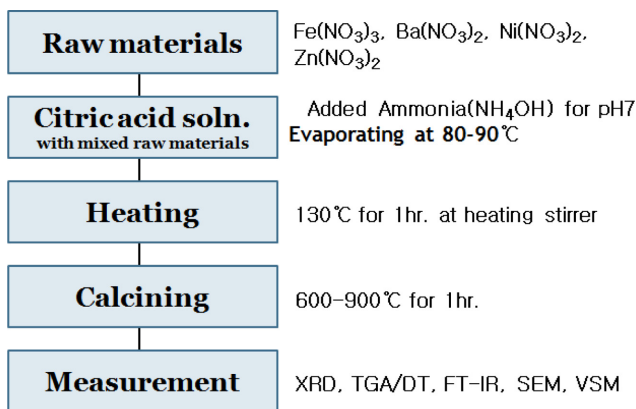 Raw materials
Fe(NO3)3, Ba(NO3)2, Ni(NO3)2,
Zn(NO3)2
Citric acid soln.
with mixed raw materials
Added Ammonia(NH4OH) for pH7
Evaporating at 80-90℃
Heating
130℃ for 1hr. at heating stirrer
Calcining
600-900℃ for 1hr.
Measurement
XRD, TGA/DT, FT-IR, SEM, VSM